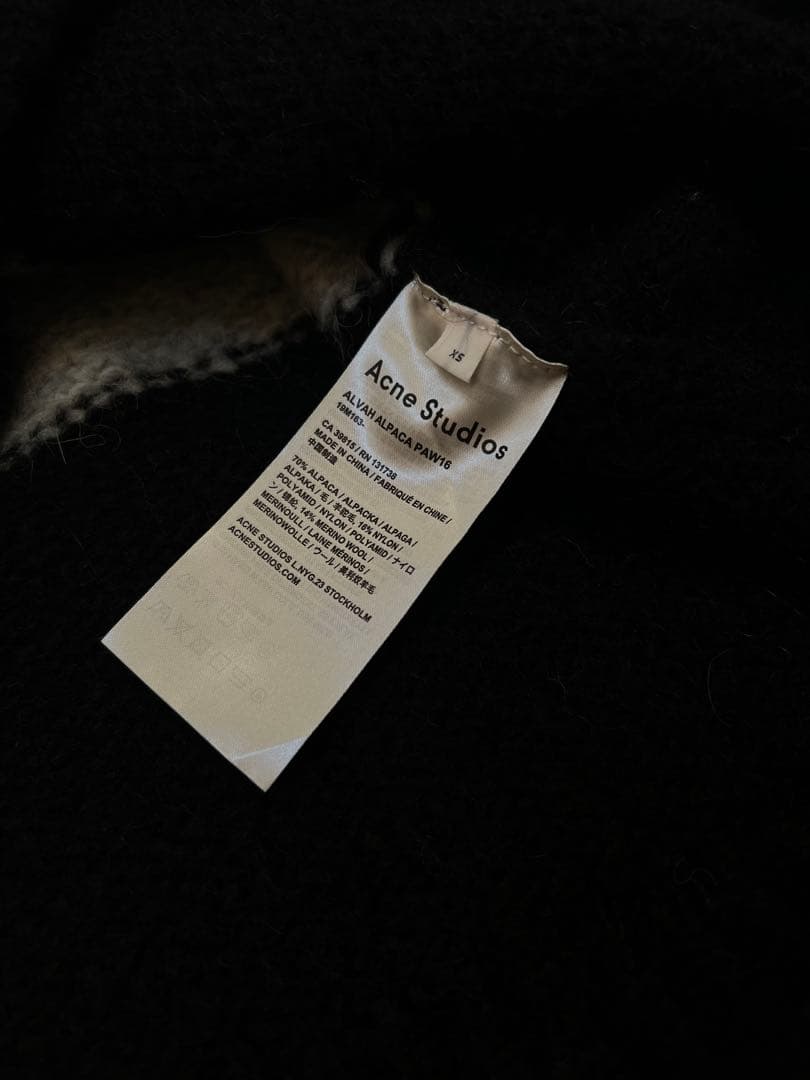 XS
Acne Studios
ALVAH ALPACA PAW16
19M163-
CA 39815 / RN 131738
MADE IN CHINA / FABRIQUÉ EN CHINE /
中国制造
70% ALPACA / ALPACKA / ALPAGA /
ALPAKA / 毛 / 羊驼毛, 16% NYLON /
POLYAMID / NYLON / POLYAMID / ナイロ
ン / 锦纶, 14% MERINO WOOL /
MERINOULL / LAINE MÉRINOS /
MERINOWOLLE / ウール / 美利奴羊毛
ACNE STUDIOS L.NYG.23 STOCKHOLM
ACNESTUDIOS.COM